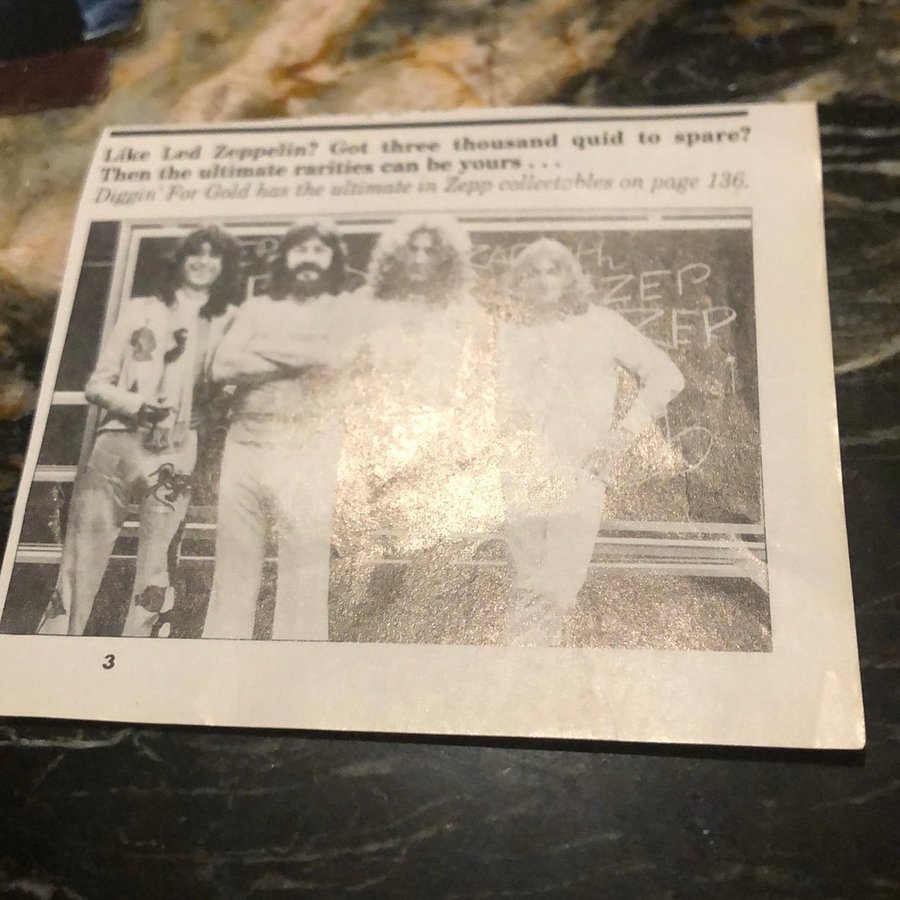 Like Led Zeppelin? Got three thousand quid to spare?
Then the ultimate rarities can be yours . . .
Diggin' For Gold has the ultimate in Zepp collectables on page 136.
ZEP
ZEP
3